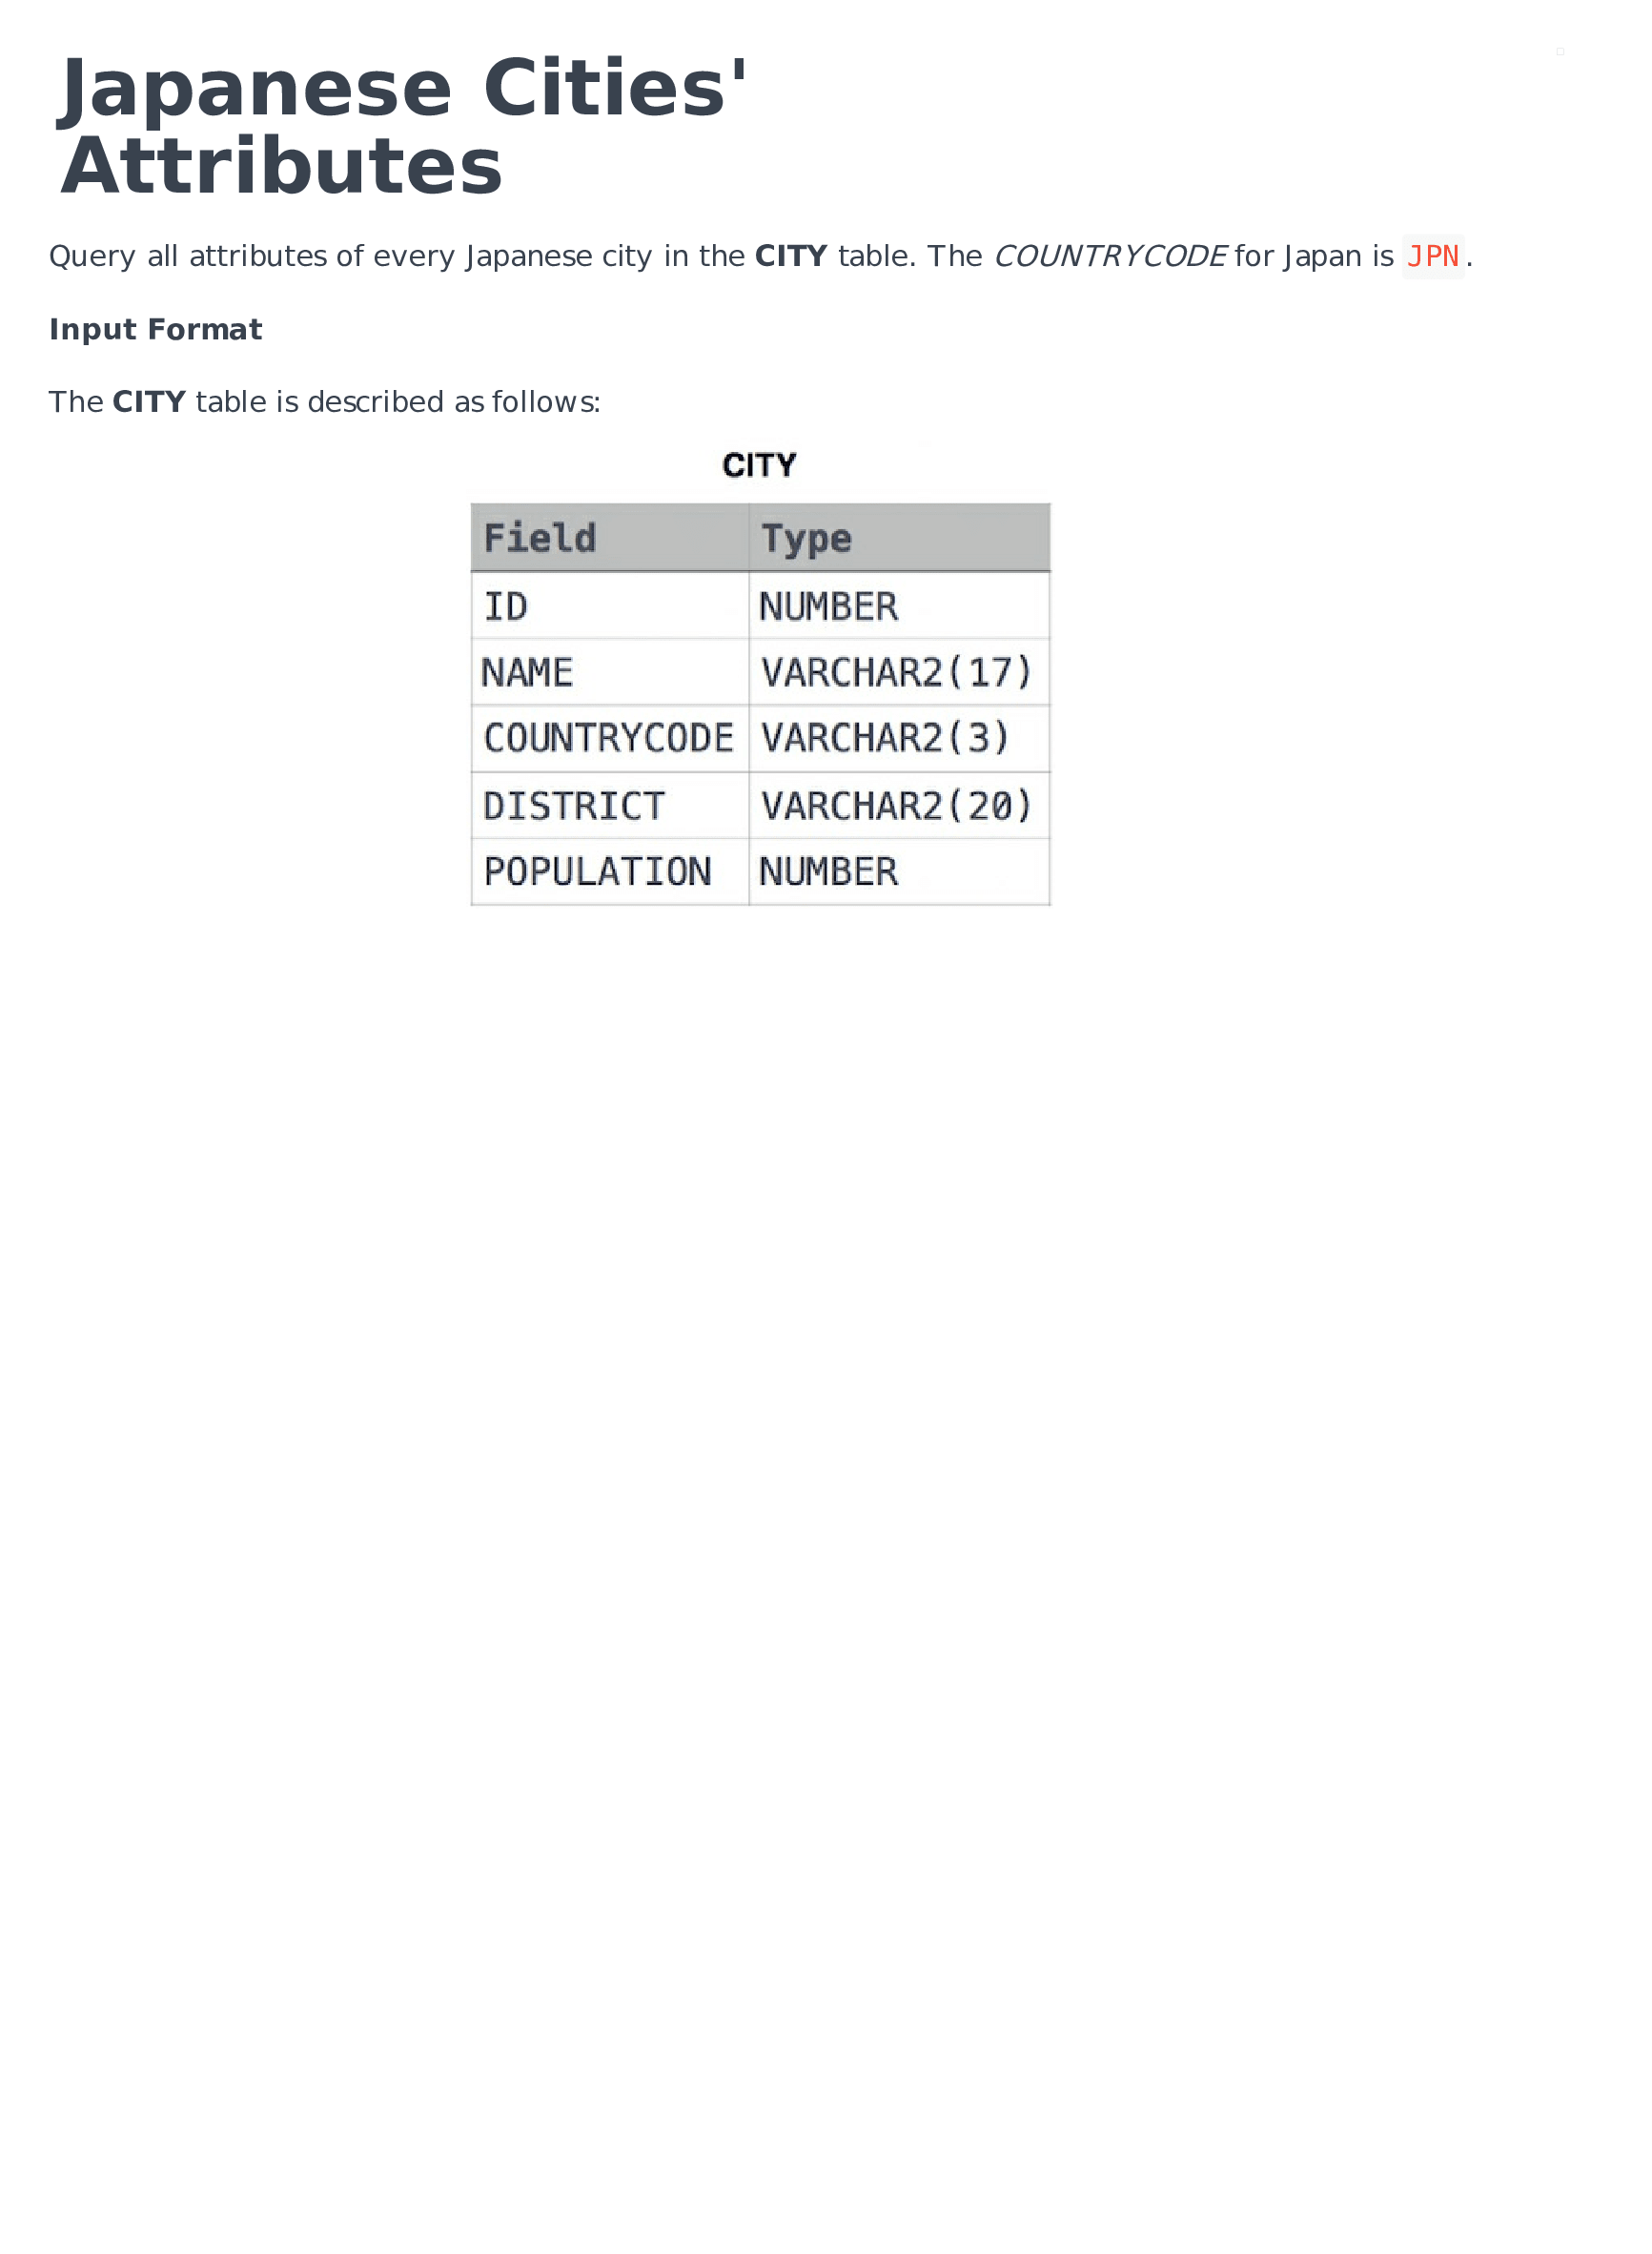 Japanese Cities'
Attributes
Query all attributes of every Japanese city in the CITY table. The COUNTRYCODE for Japan is JPN.
Input Format
The CITY table is described as follows:
CITY
Field Type
ID NUMBER
NAME VARCHAR2(17)
COUNTRYCODE VARCHAR2(3)
DISTRICT VARCHAR2(20)
POPULATION NUMBER